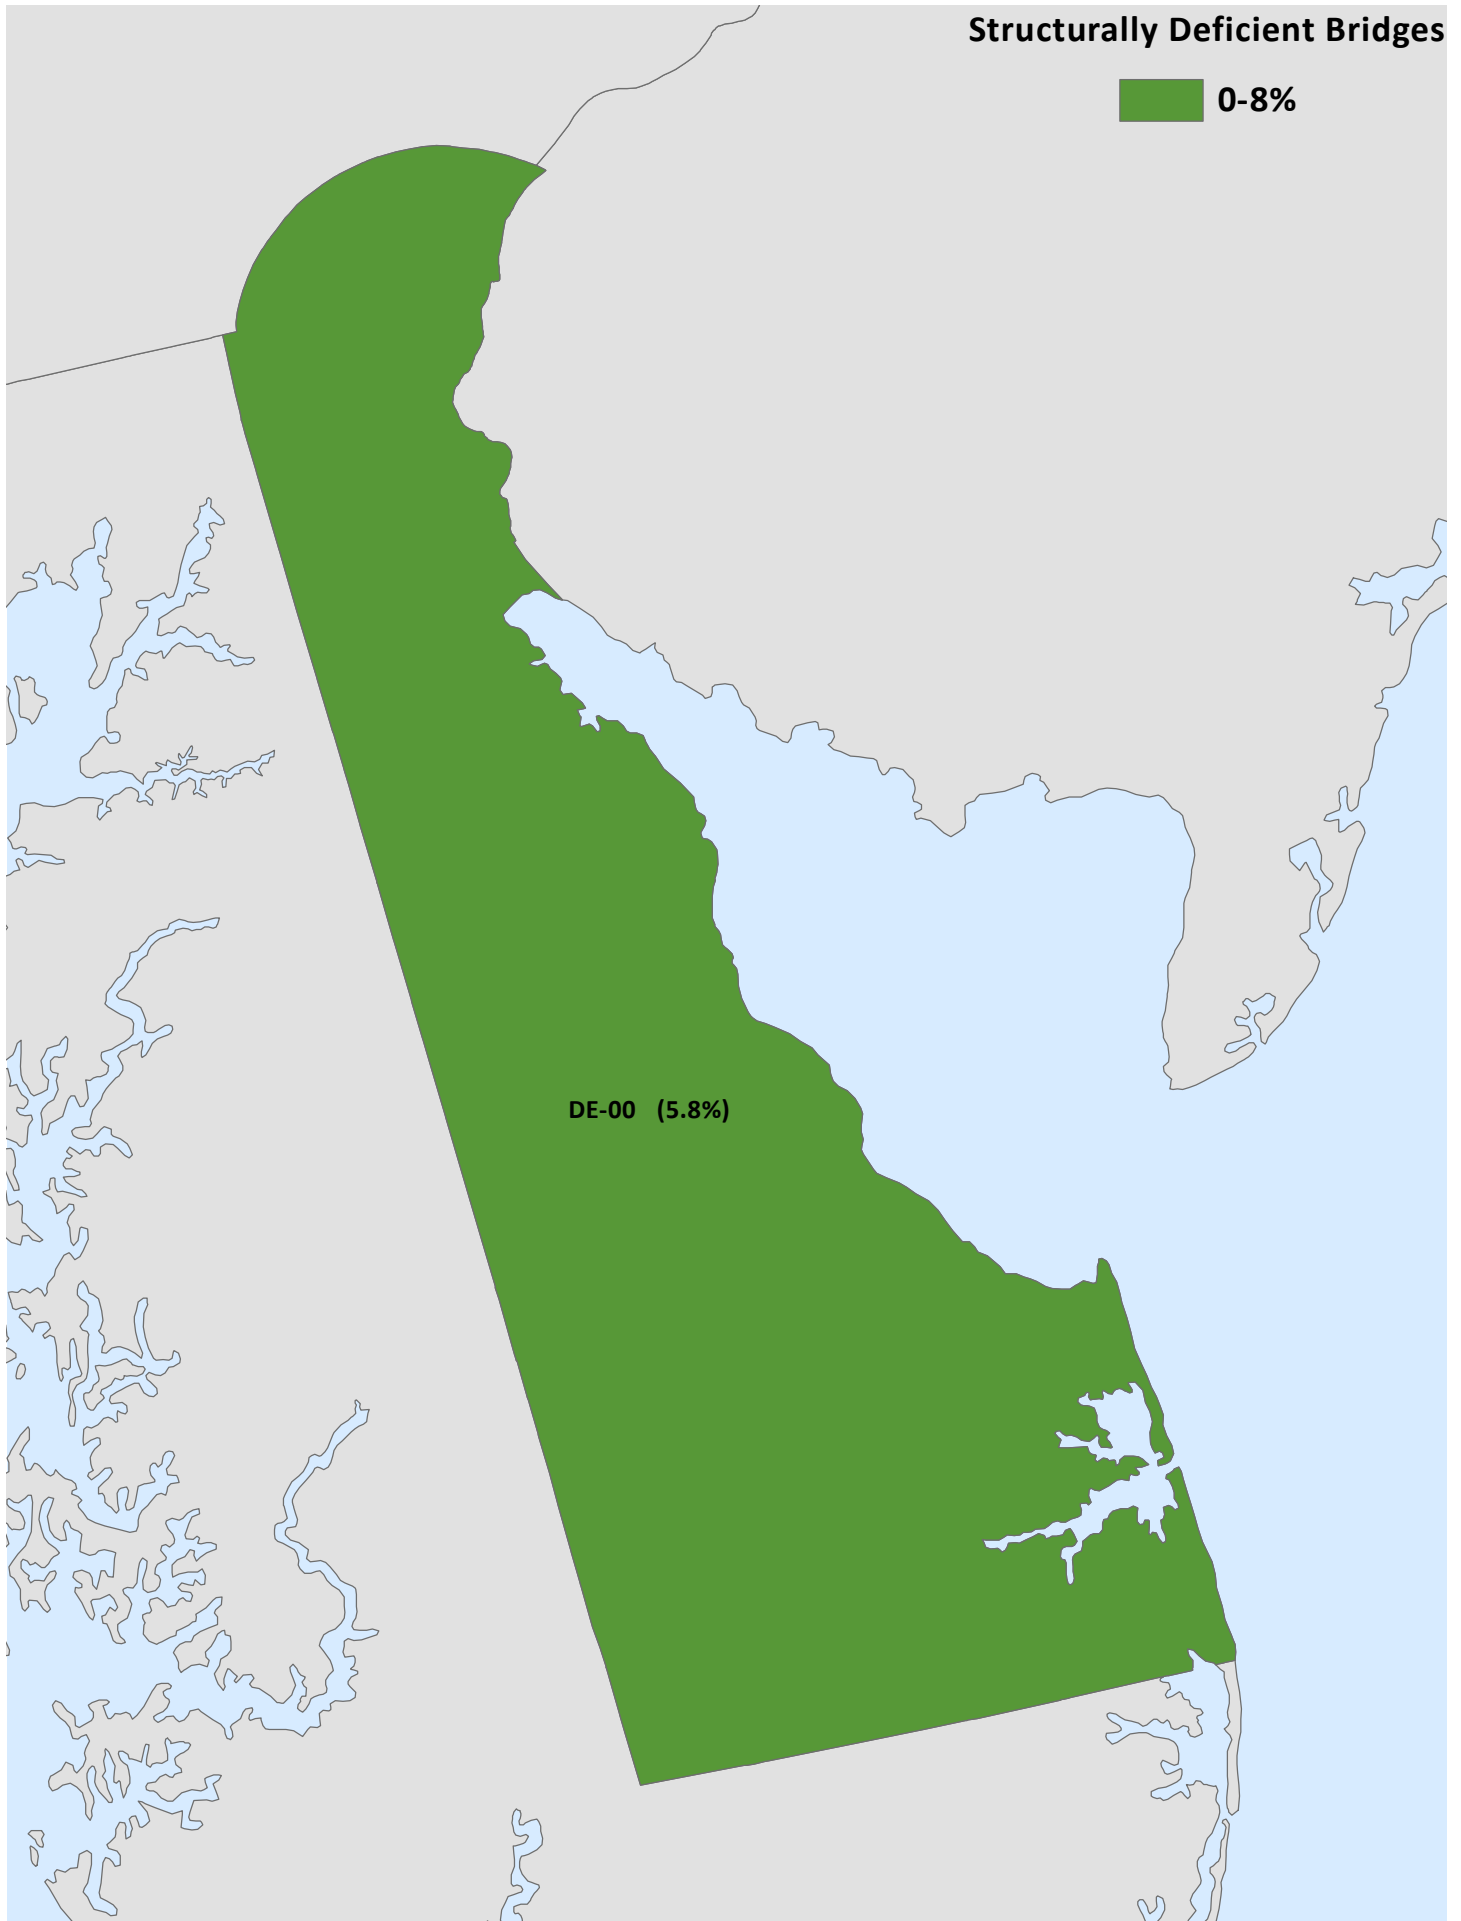 Structurally Deficient Bridges
0-8%
DE-00 (5.8%)